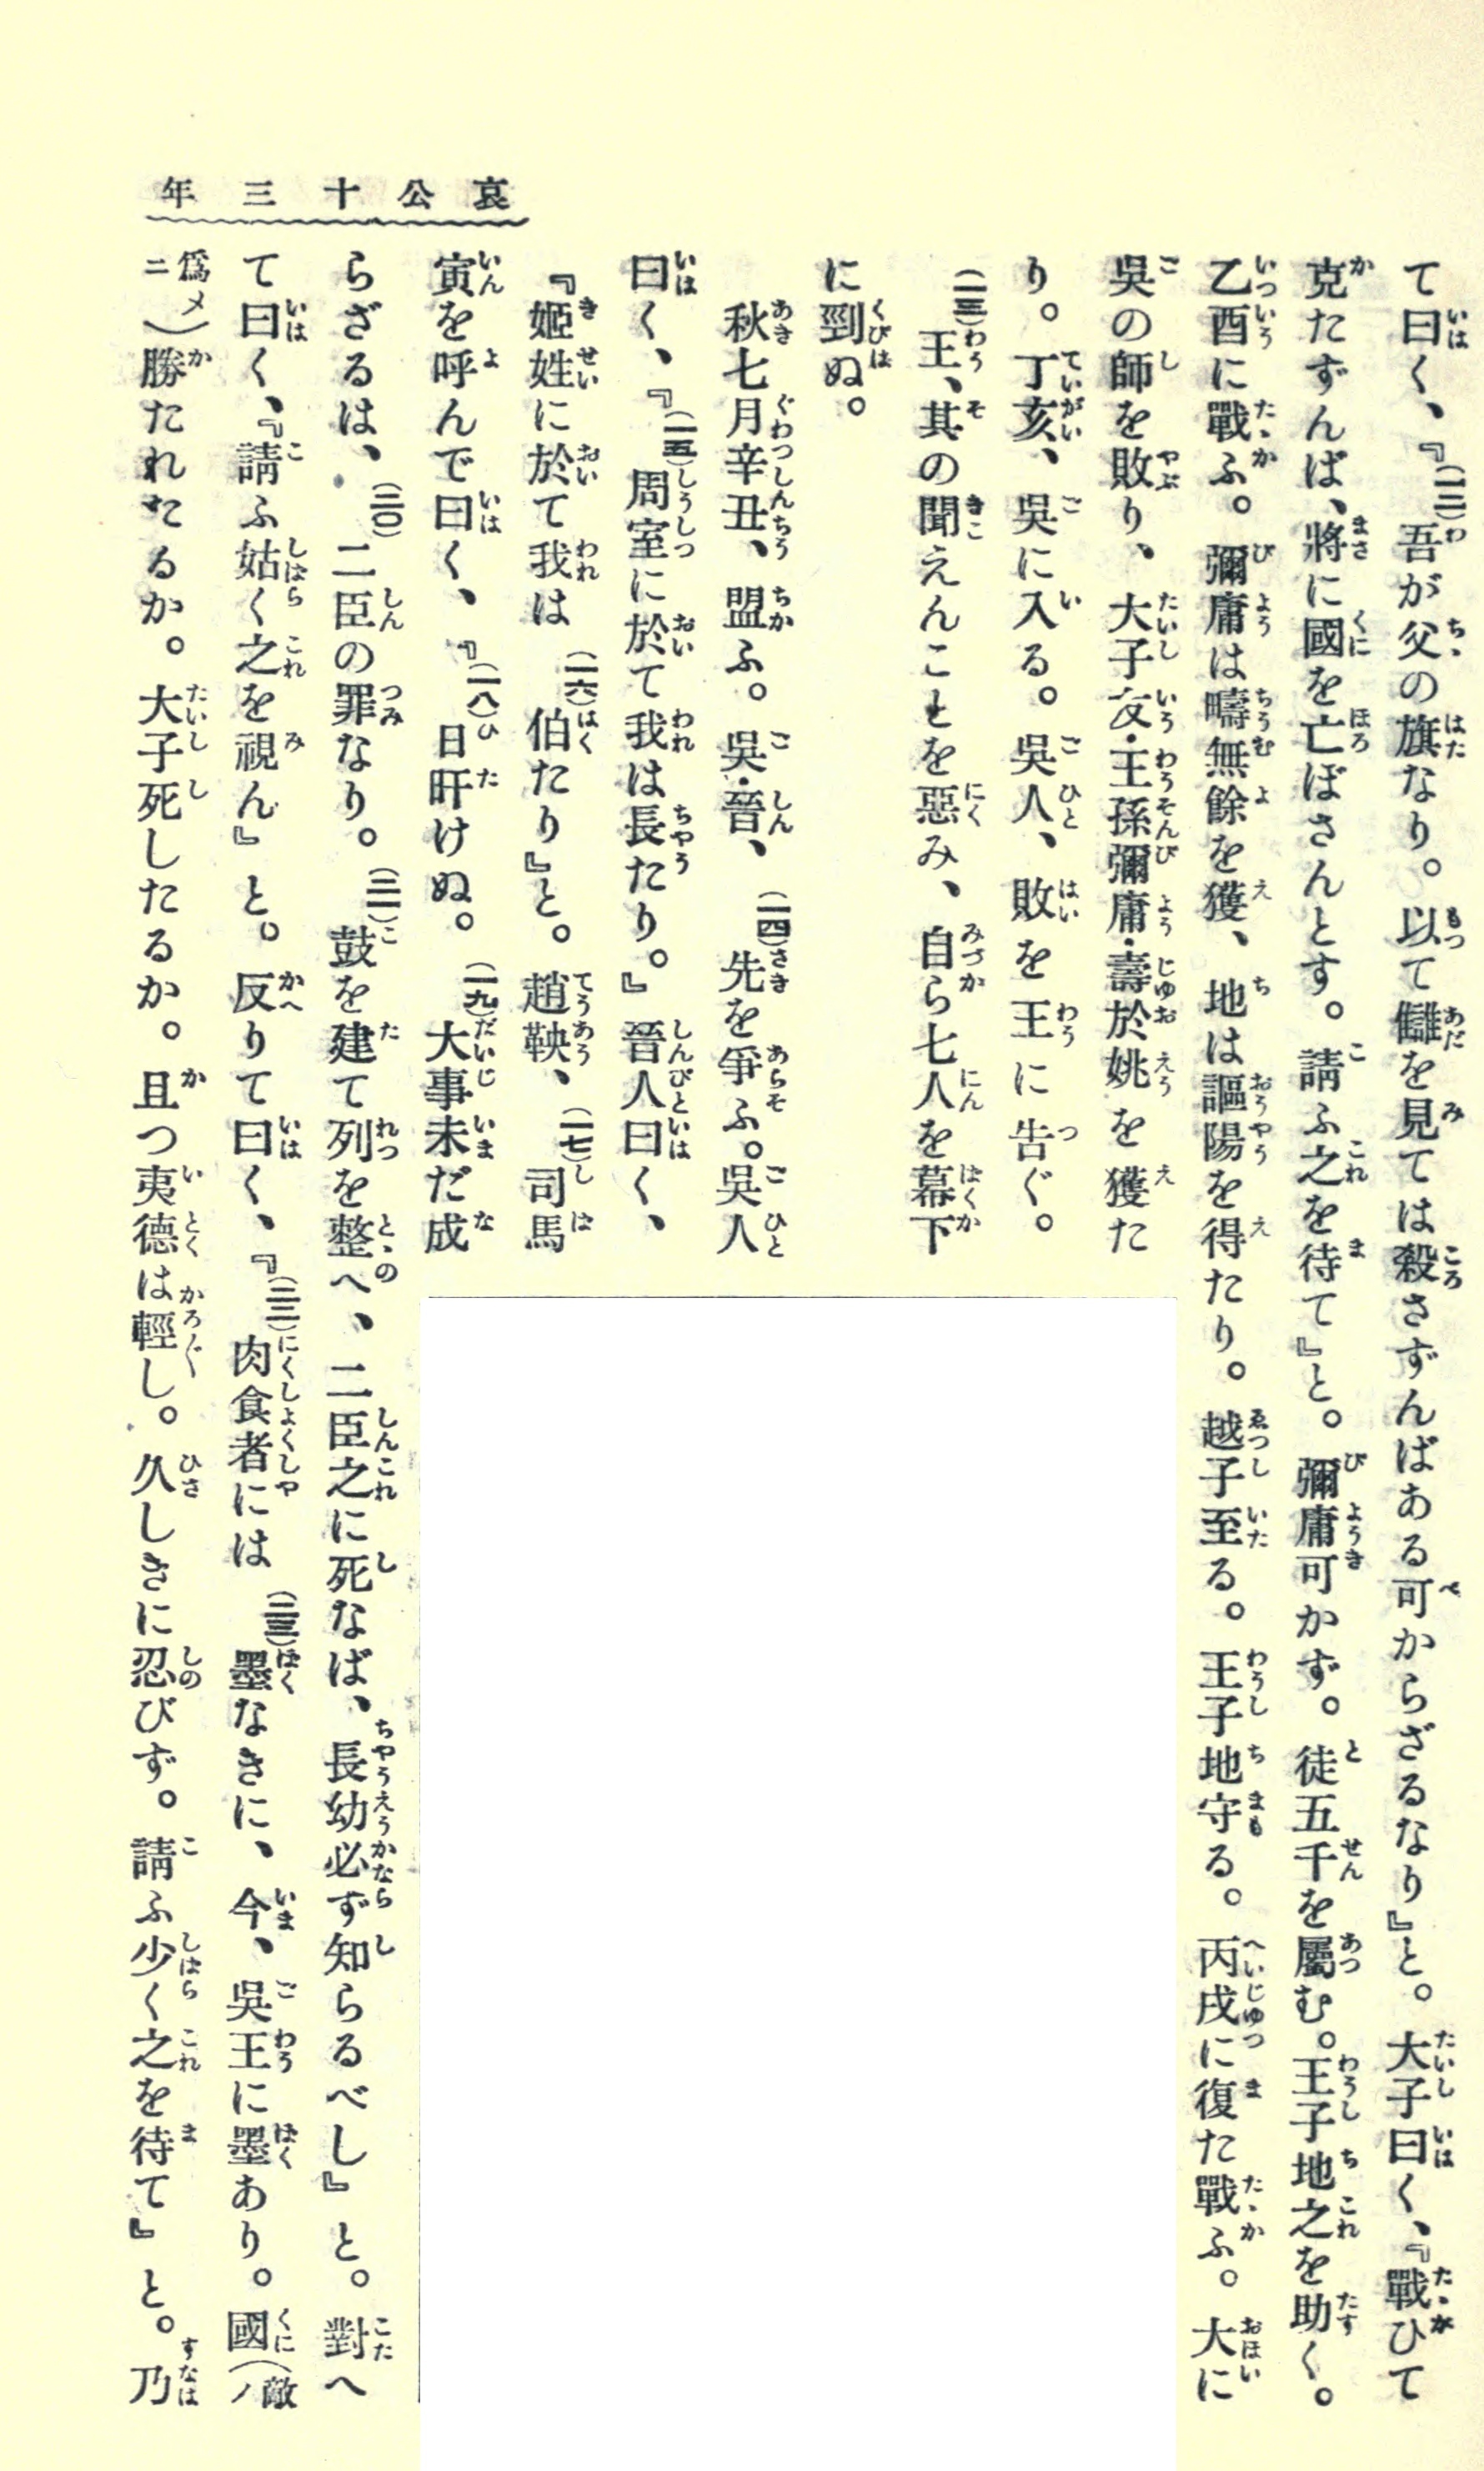 哀公十三年
て曰く、『(一二)吾が父の旗なり。以て讎を見ては殺さずんばある可からざるなり』と。大子曰く、『戰ひて
克たずんば、將に國を亡ぼさんとす。請ふ之を待て』と。彌庸可かず。徒五千を屬む。王子地之を助く。
乙酉に戰ふ。彌庸は疇無餘を獲、地は謳陽を得たり。越子至る。王子地守る。丙戌に復た戰ふ。大に
吳の師を敗り、大子友·王孫彌庸·壽於姚を獲た
り。丁亥、吳に入る。吳人、敗を王に吿ぐ。
(一三)王、其の聞えんことを惡み、自ら七人を幕下
に剄ぬ。
秋七月辛丑、盟ふ。吳·晉、(一四)先を爭ふ。吳人
曰く、『(一五)周室に於て我は長たり。』晉人曰く、
『姬姓に於て我は(一六)伯たり』と。趙鞅、(一七)司馬
寅を呼んで曰く、『(一八)日旰けぬ。(一九)大事未だ成
らざるは、(二〇)二臣の罪なり。(二一)鼓を建て列を整へ、二臣之に死なば、長幼必ず知らるべし』と。對へ
て曰く、『請ふ姑く之を視ん』と。反りて曰く、『(二二)肉食者には(二三)墨なきに、今、吳王に墨あり。國(敵ノ
爲メニ)勝たれたるか。大子死したるか。且つ夷德は輕し。久しきに忍びず。請ふ少く之を待て』と。乃